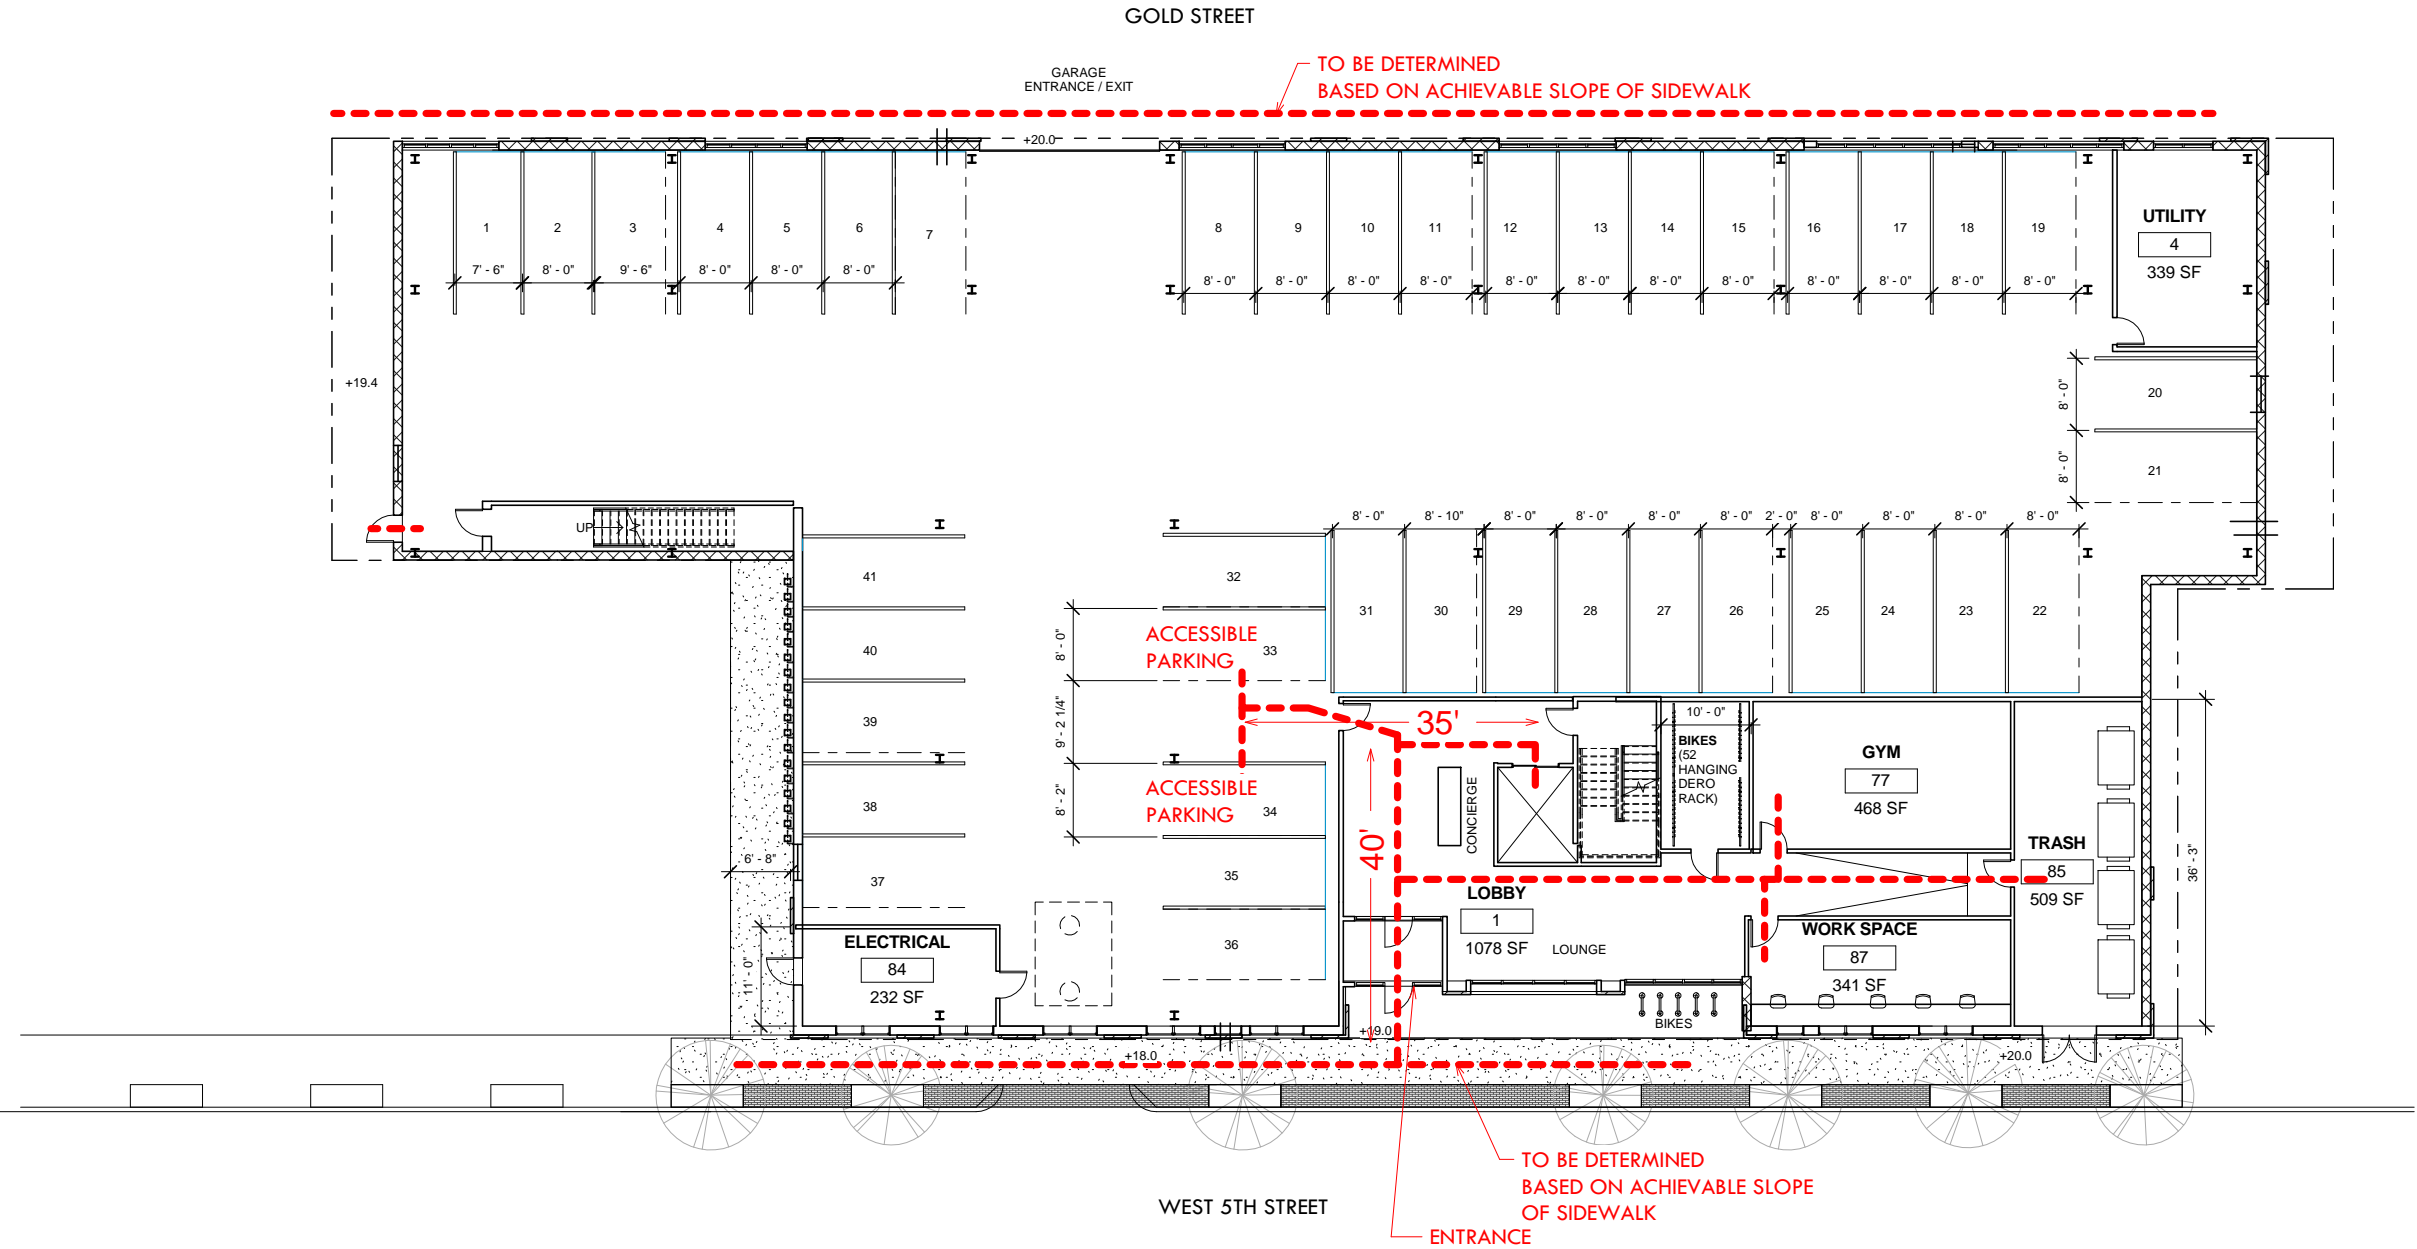 GOLD STREET
GARAGE
ENTRANCE / EXIT
TO BE DETERMINED
BASED ON ACHIEVABLE SLOPE OF SIDEWALK
+20.0
1 2 3 4 5 6 7 8 9 10 11 12 13 14 15 16 17 18 19
7' - 6" 8' - 0" 9' - 6" 8' - 0" 8' - 0" 8' - 0"
8' - 0" 8' - 0" 8' - 0" 8' - 0" 8' - 0" 8' - 0" 8' - 0" 8' - 0" 8' - 0" 8' - 0" 8' - 0" 8' - 0"
UTILITY
4
339 SF
+19.4
8' - 0"
20
8' - 0"
21
UP
8' - 0" 8' - 10" 8' - 0" 8' - 0" 8' - 0" 8' - 0" 2' - 0" 8' - 0" 8' - 0" 8' - 0" 8' - 0"
41
32
31 30 29 28 27 26 25 24 23 22
40
8' - 0"
ACCESSIBLE
PARKING
33
39
9' - 2 1/4"
35'
10' - 0"
BIKES
(52
HANGING
DERO
RACK)
GYM
77
468 SF
38
8' - 2"
ACCESSIBLE
PARKING
34
40'
CONCIERGE
TRASH
85
509 SF
36' - 3"
6' - 8"
37
35
LOBBY
1
1078 SF
LOUNGE
WORK SPACE
87
341 SF
11' - 0"
ELECTRICAL
84
232 SF
36
BIKES
+19.0
+18.0
+20.0
TO BE DETERMINED
BASED ON ACHIEVABLE SLOPE
OF SIDEWALK
WEST 5TH STREET
ENTRANCE